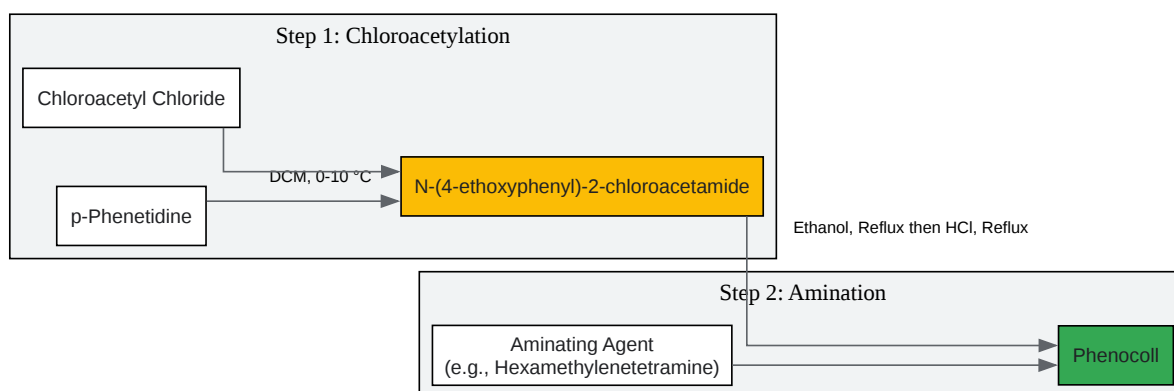 Step 1: Chloroacetylation
Chloroacetyl Chloride
DCM, 0-10 °C
p-Phenetidine
N-(4-ethoxyphenyl)-2-chloroacetamide
Ethanol, Reflux then HCl, Reflux
Step 2: Amination
Aminating Agent
(e.g., Hexamethylenetetramine)
Phenocoll